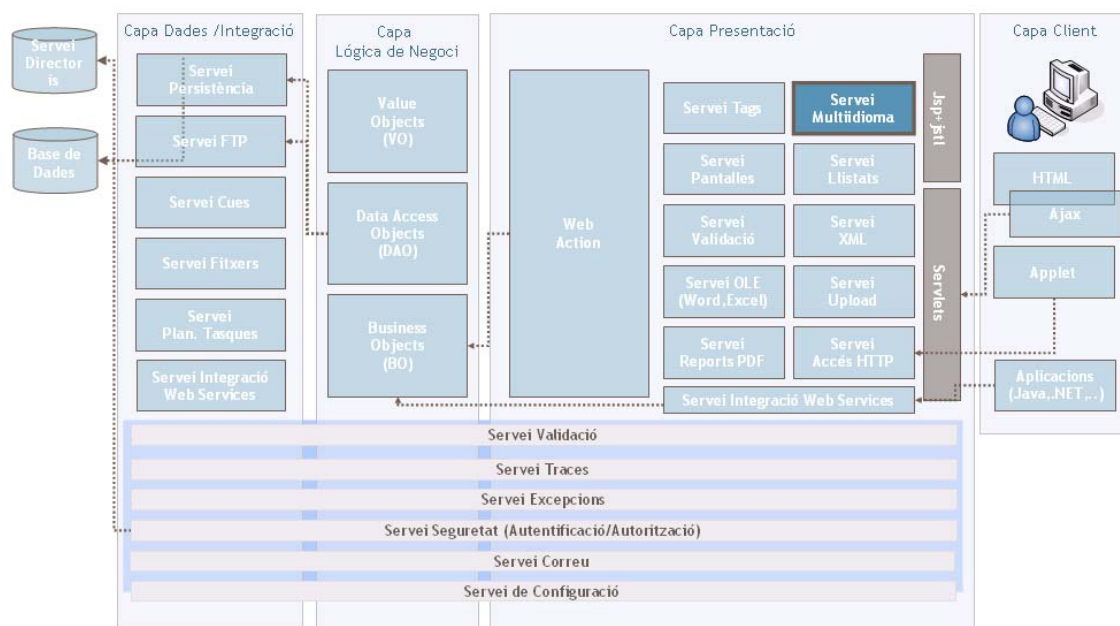 Capa Dades /Integració
Capa
Lógica de Negoci
Capa Presentació
Capa Client
Servei
Director
is
Base de
Dades
Servei
Persistència
Servei FTP
Servei Cues
Servei Fitxers
Servei
Plan. Tasques
Servei Integració
Web Services
Value
Objects
(VO)
Data Access
Objects
(DAO)
Business
Objects
(BO)
Web
Action
Servei Tags
Servei
Multiidioma
Servei
Pantalles
Servei
Llistats
Servei
Validació
Servei
XML
Servei OLE
(Word,Excel)
Servei
Upload
Servei
Reports PDF
Servei
Accés HTTP
Servei Integració Web Services
Jsp+jstl
Servlets
HTML
Ajax
Applet
Aplicacions
(Java,.NET,..)
Servei Validació
Servei Traces
Servei Excepcions
Servei Seguretat (Autentificació/Autorització)
Servei Correu
Servei de Configuració